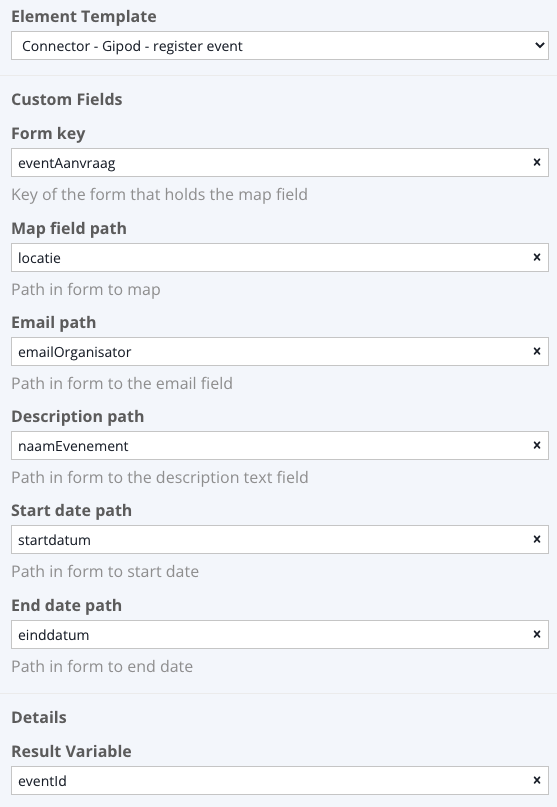 Element Template
Connector - Gipod - register event
Custom Fields
Form key
eventAanvraag
Key of the form that holds the map field
Map field path
locatie
Path in form to map
Email path
emailOrganisator
Path in form to the email field
Description path
naamEvenement
Path in form to the description text field
Start date path
startdatum
Path in form to start date
End date path
einddatum
Path in form to end date
Details
Result Variable
eventId